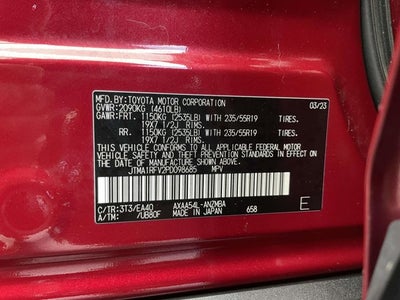 MFD.BY:TOYOTA MOTOR CORPORATION 03/23
GVWR:2090KG (4610LB)
GAWR:FRT. 1150KG (2535LB) WITH 235/55R19 TIRES.
19X7 1/2J RIMS.
RR. 1150KG (2535LB) WITH 235/55R19 TIRES.
19X7 1/2J RIMS.
THIS VEHICLE CONFORMS TO ALL APPLICABLE
FEDERAL MOTOR VEHICLE SAFETY, BUMPER,
AND THEFT PREVENTION STANDARDS IN EFFECT
ON THE DATE OF MANUFACTURE SHOWN ABOVE.
JTMA1RFV2PD098685 MPV
C/TR:3T3/EA40 AXAA54L-ANZMBA
A/TM: /UB80F MADE IN JAPAN 658 E